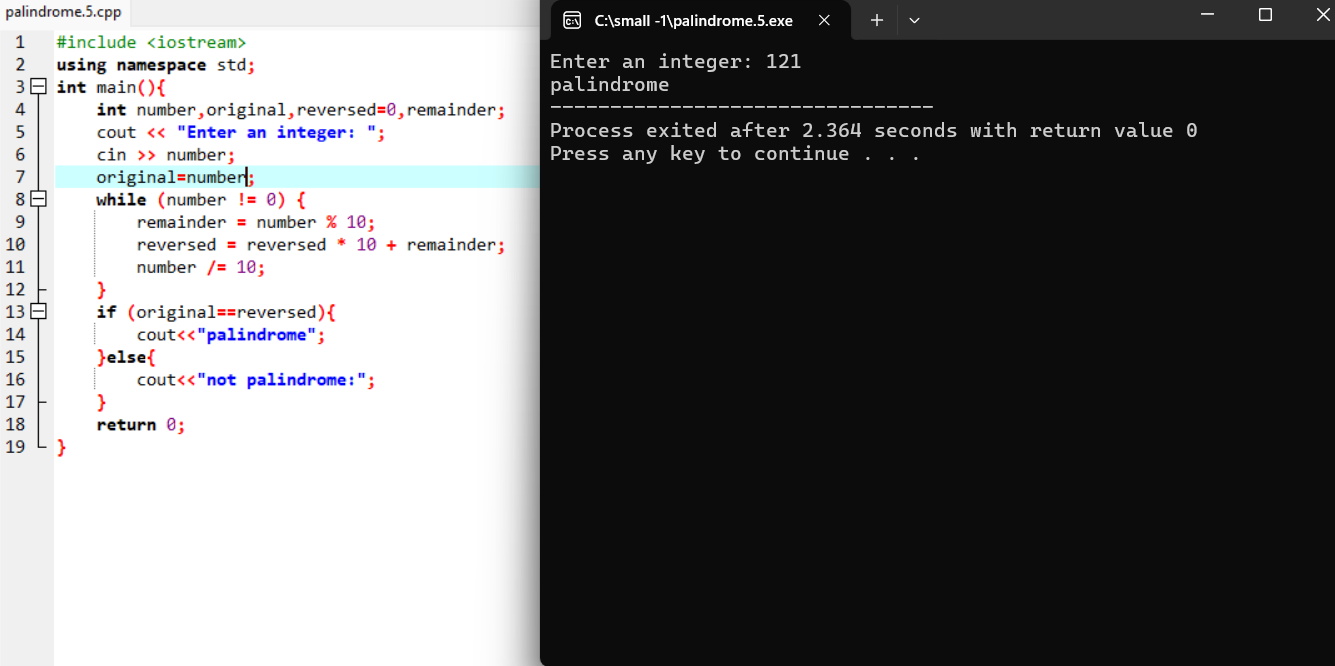 palindrome.5.cpp
1 #include <iostream>
2 using namespace std;
3 int main(){
4     int number,original,reversed=0,remainder;
5     cout << "Enter an integer: ";
6     cin >> number;
7     original=number;
8     while (number != 0) {
9         remainder = number % 10;
10         reversed = reversed * 10 + remainder;
11         number /= 10;
12     }
13     if (original==reversed){
14         cout<<"palindrome";
15     }else{
16         cout<<"not palindrome:";
17     }
18     return 0;
19 }
C:\small -1\palindrome.5.exe
Enter an integer: 121
palindrome
--------------------------------
Process exited after 2.364 seconds with return value 0
Press any key to continue . . .